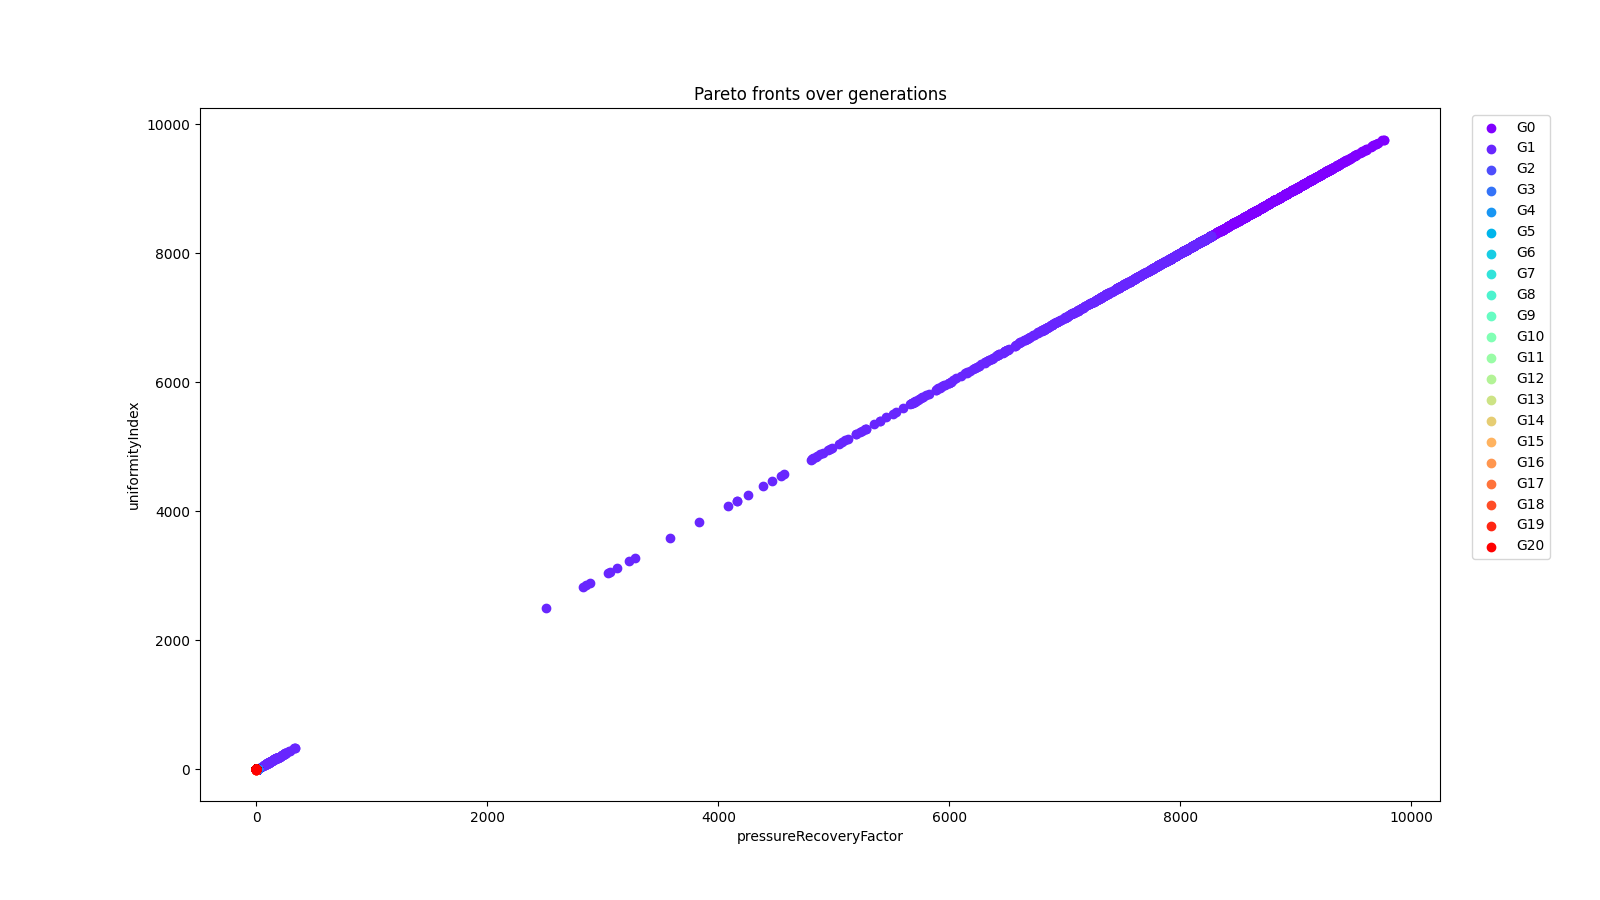 Pareto fronts over generations
10000
8000
6000
4000
2000
0
uniformityIndex
0 2000 4000 6000 8000 10000
pressureRecoveryFactor
G0
G1
G2
G3
G4
G5
G6
G7
G8
G9
G10
G11
G12
G13
G14
G15
G16
G17
G18
G19
G20